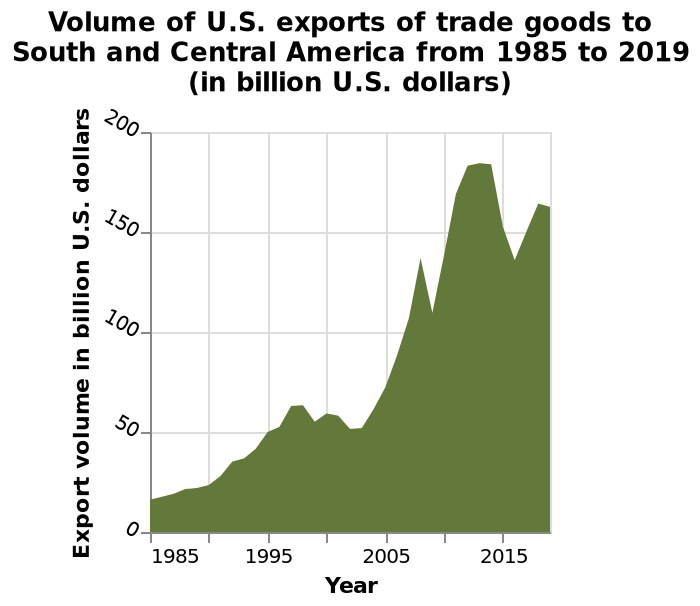 Volume of U.S. exports of trade goods to
South and Central America from 1985 to 2019
(in billion U.S. dollars)
Export volume in billion U.S. dollars
200
150
100
50
0
1985 1995 2005 2015
Year